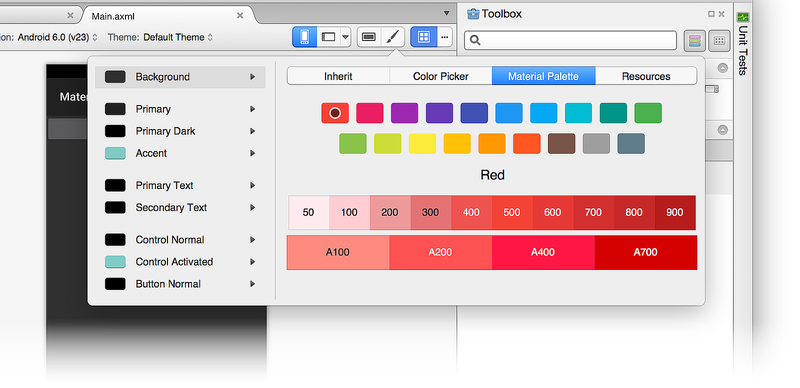 Main.axml
Toolbox
on: Android 6.0 (v23)
Theme: Default Theme
Unit Tests
Mater
Background
Primary
Primary Dark
Accent
Primary Text
Secondary Text
Control Normal
Control Activated
Button Normal
Inherit
Color Picker
Material Palette
Resources
Red
50 100 200 300 400 500 600 700 800 900
A100 A200 A400 A700